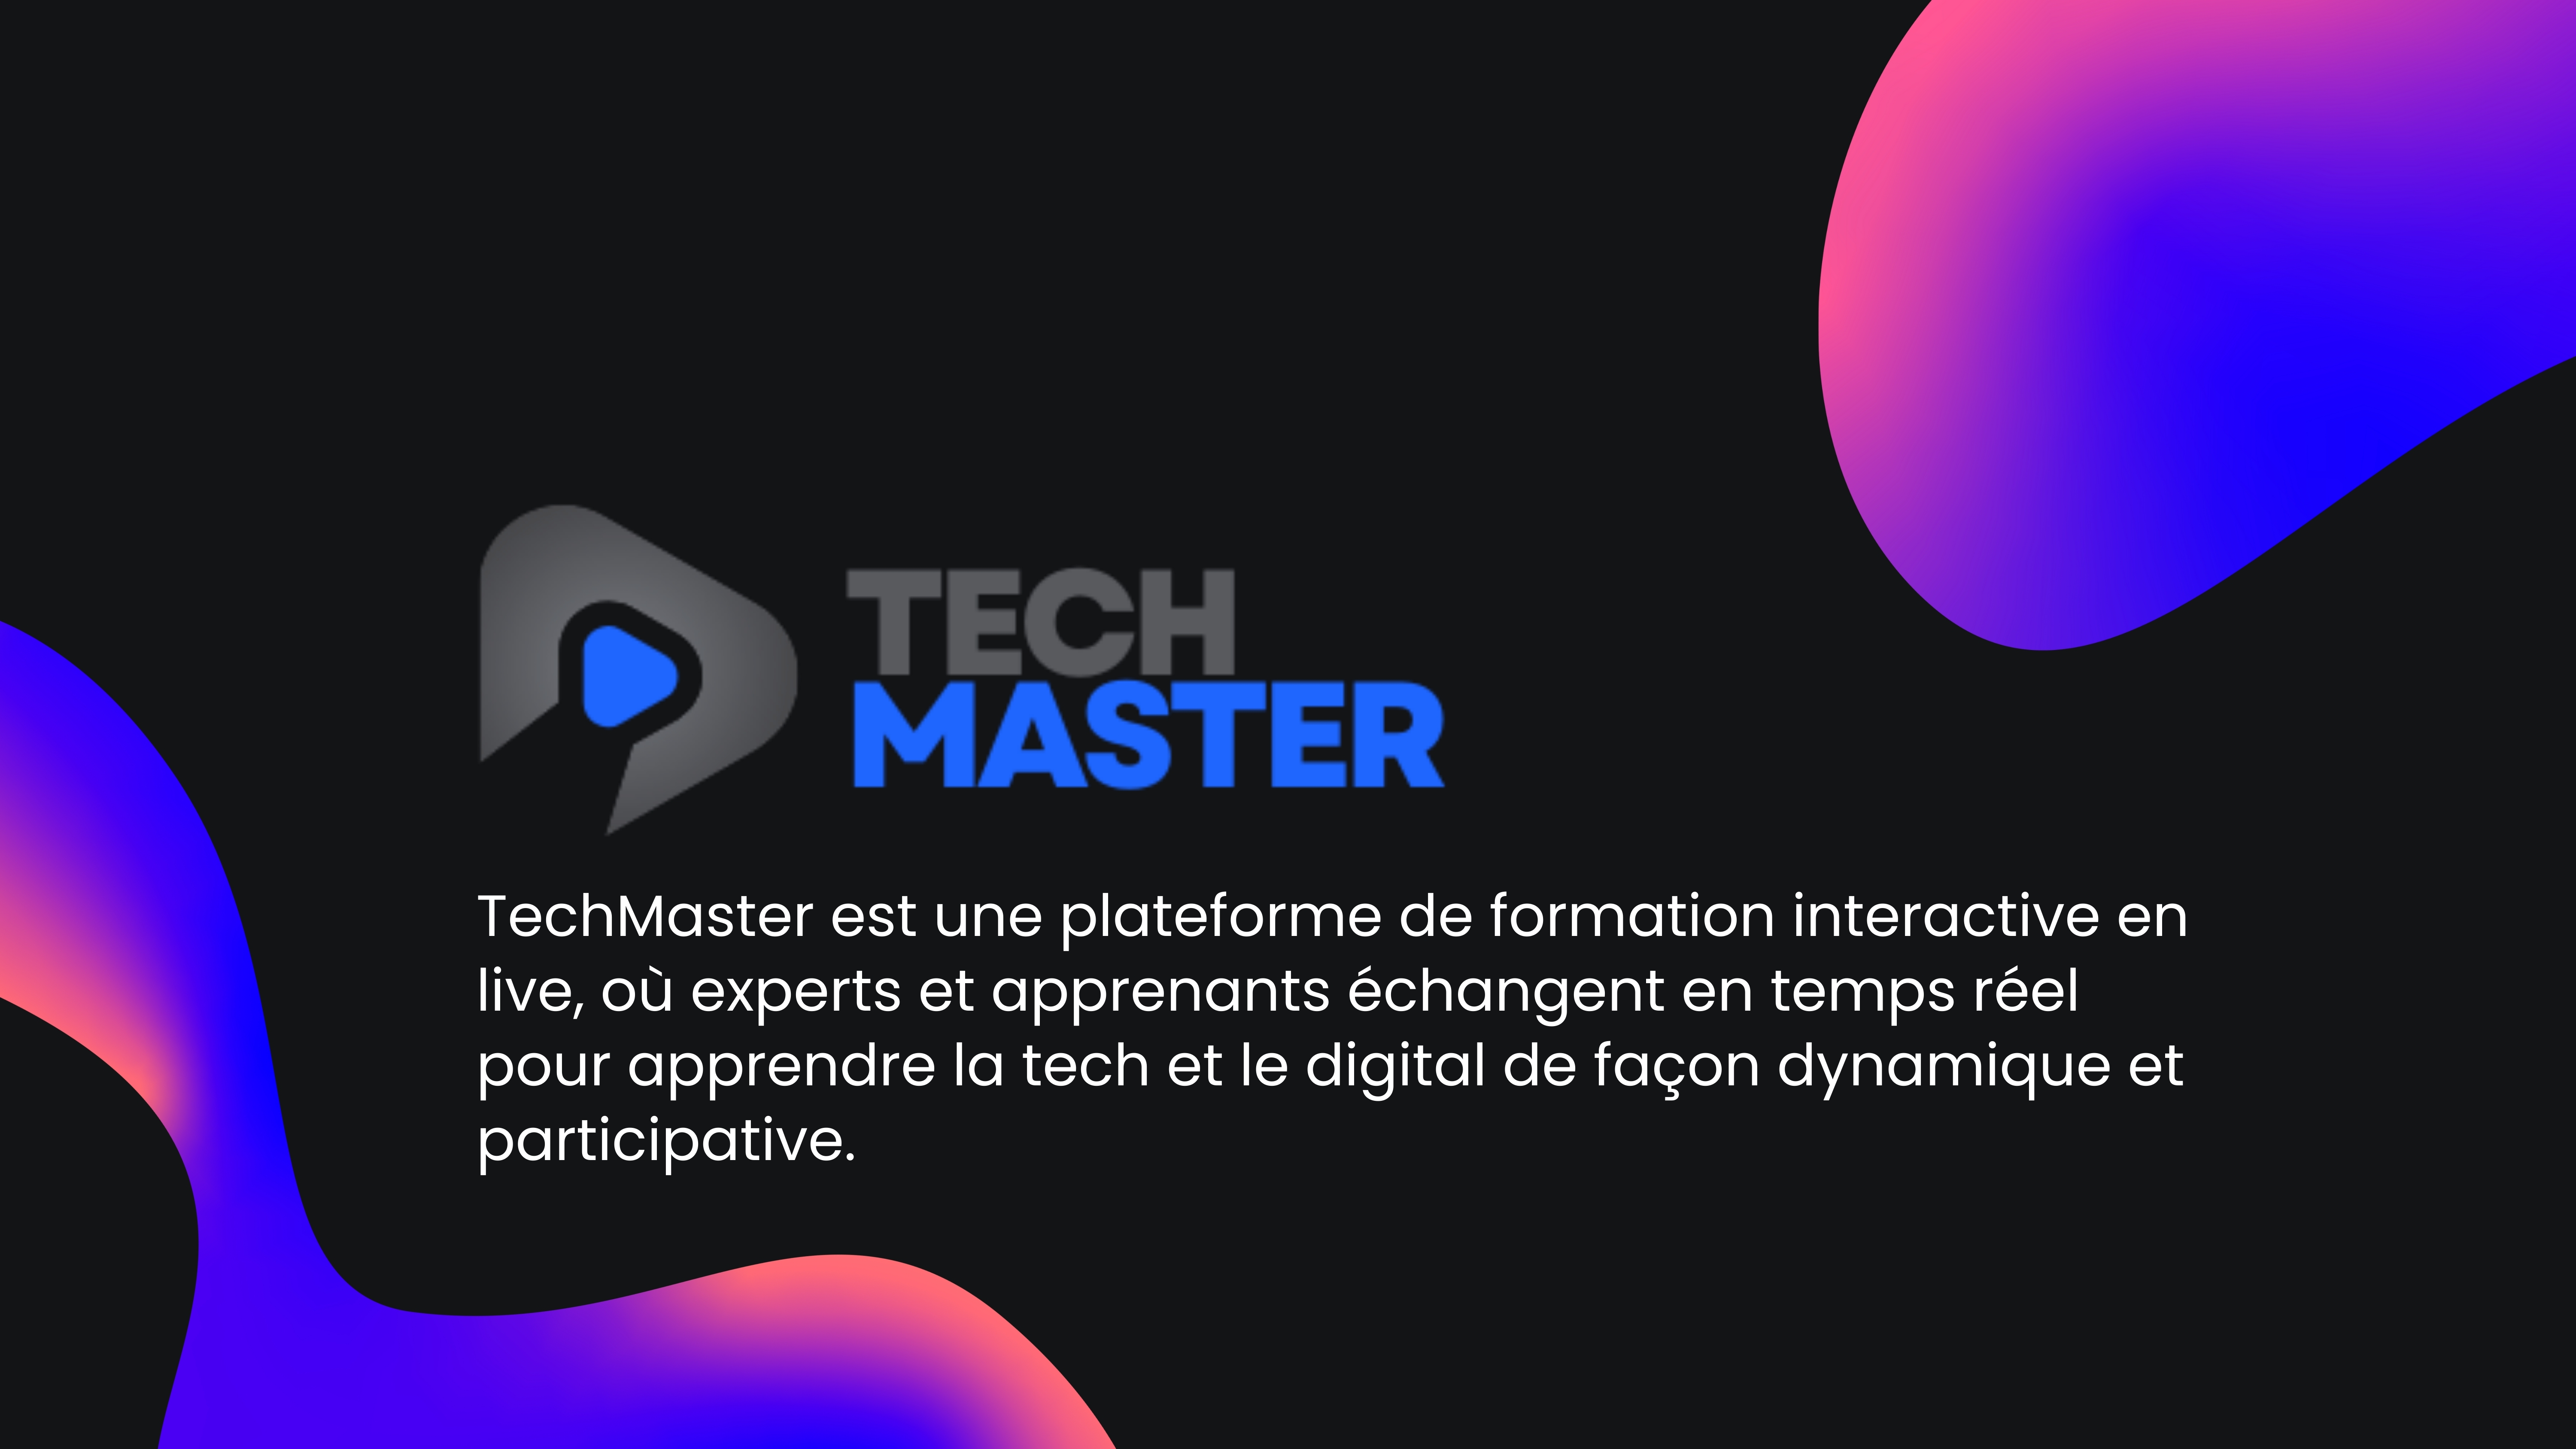 TECH
MASTER
TechMaster est une plateforme de formation interactive en
live, où experts et apprenants échangent en temps réel
pour apprendre la tech et le digital de façon dynamique et
participative.